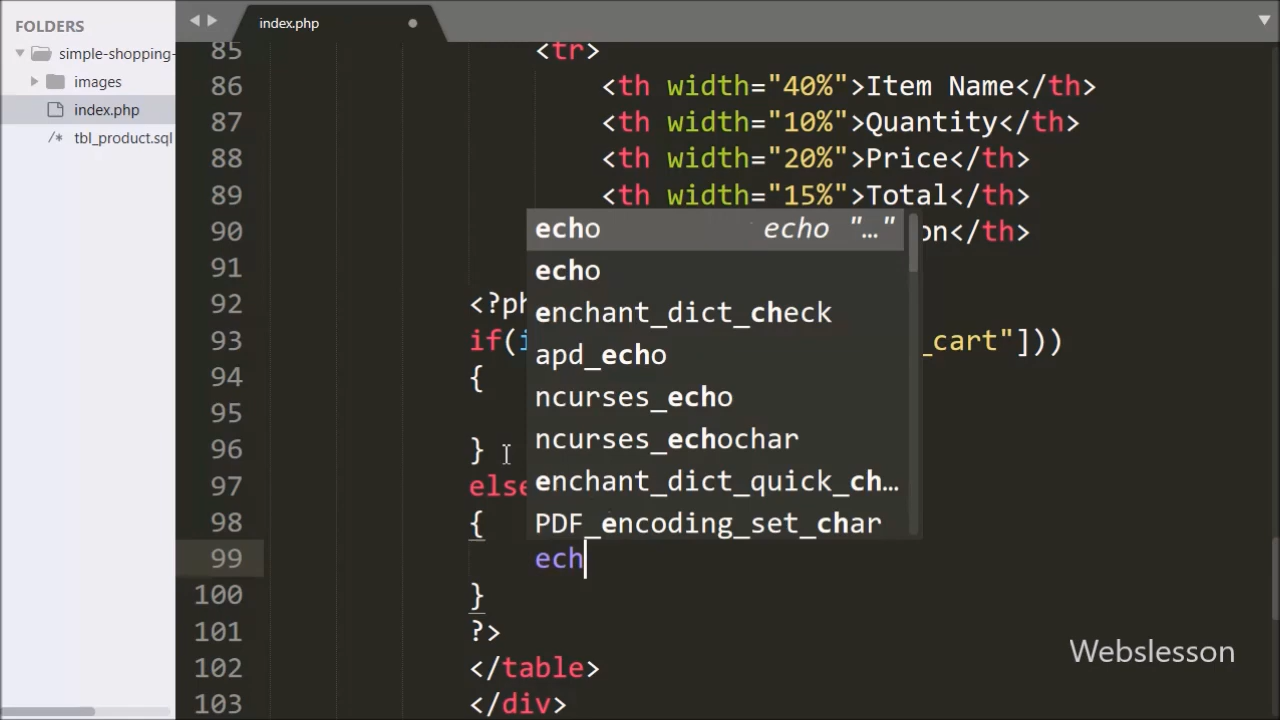 FOLDERS
simple-shopping-
images
index.php
tbl_product.sql
index.php
85 <tr>
86 <th width="40%">Item Name</th>
87 <th width="10%">Quantity</th>
88 <th width="20%">Price</th>
89 <th width="15%">Total</th>
90 on</th>
91
92 <?ph
93 if(i _cart"]))
94 {
95
96 }
97 else
98 {
99 ech
100 }
101 ?>
102 </table>
103 </div>
echo echo "…"
echo
enchant_dict_check
apd_echo
ncurses_echo
ncurses_echochar
enchant_dict_quick_ch…
PDF_encoding_set_char
Webslesson